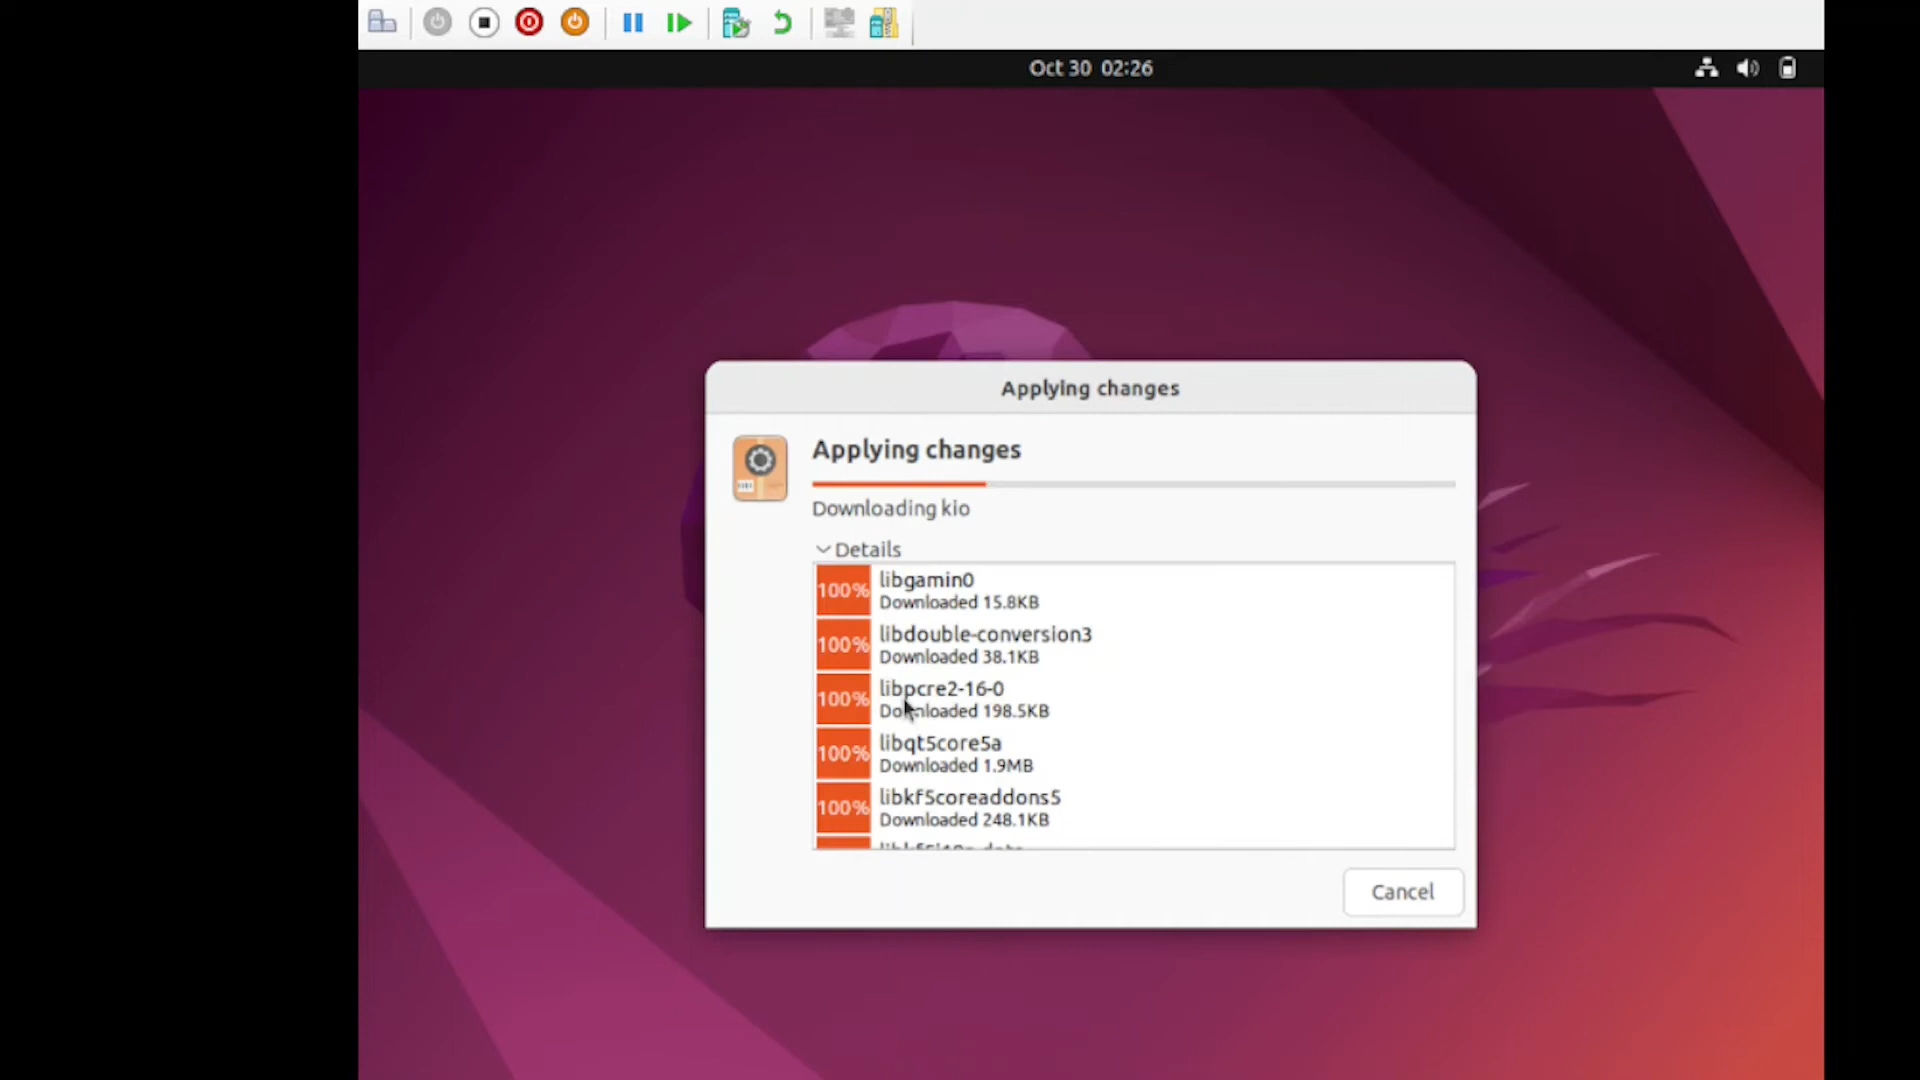 Oct 30 02:26
Applying changes
Applying changes
Downloading kio
Details
100% libgamin0
Downloaded 15.8KB
100% libdouble-conversion3
Downloaded 38.1KB
100% libpcre2-16-0
Downloaded 198.5KB
100% libqt5core5a
Downloaded 1.9MB
100% libkf5coreaddons5
Downloaded 248.1KB
Cancel